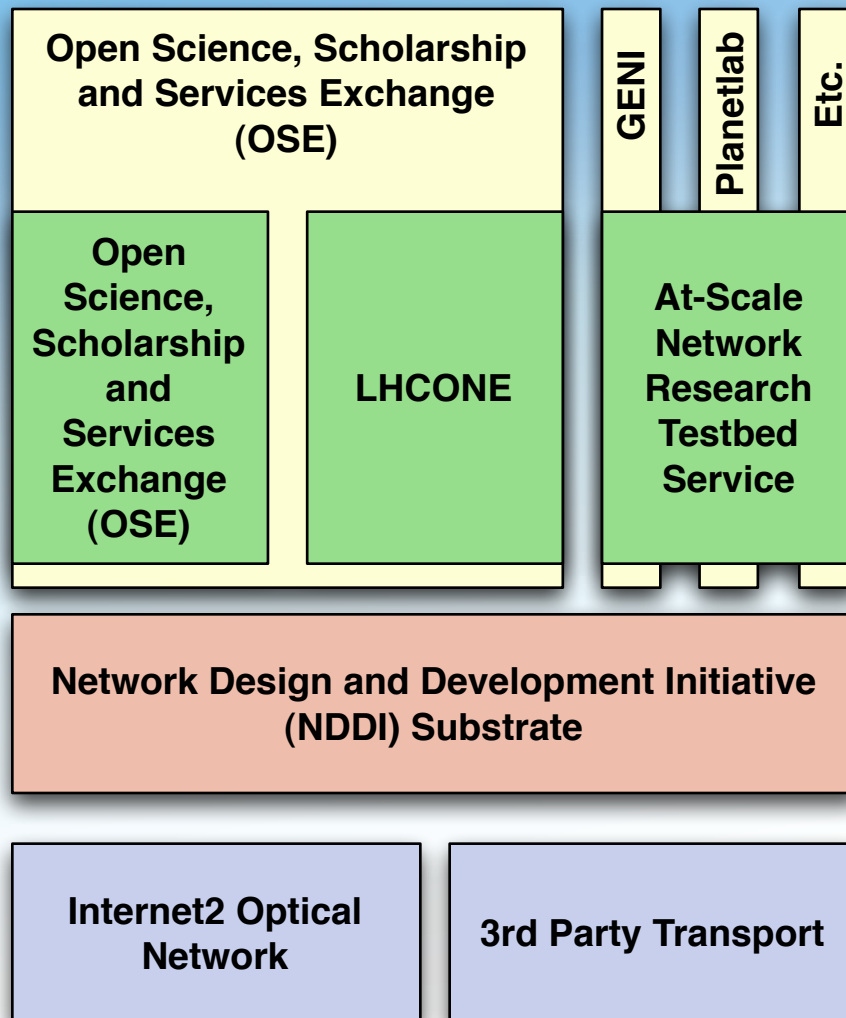 Open Science, Scholarship
and Services Exchange
(OSE)
GENI
Planetlab
Etc.
Open
Science,
Scholarship
and
Services
Exchange
(OSE)
LHCONE
At-Scale
Network
Research
Testbed
Service
Network Design and Development Initiative
(NDDI) Substrate
Internet2 Optical
Network
3rd Party Transport